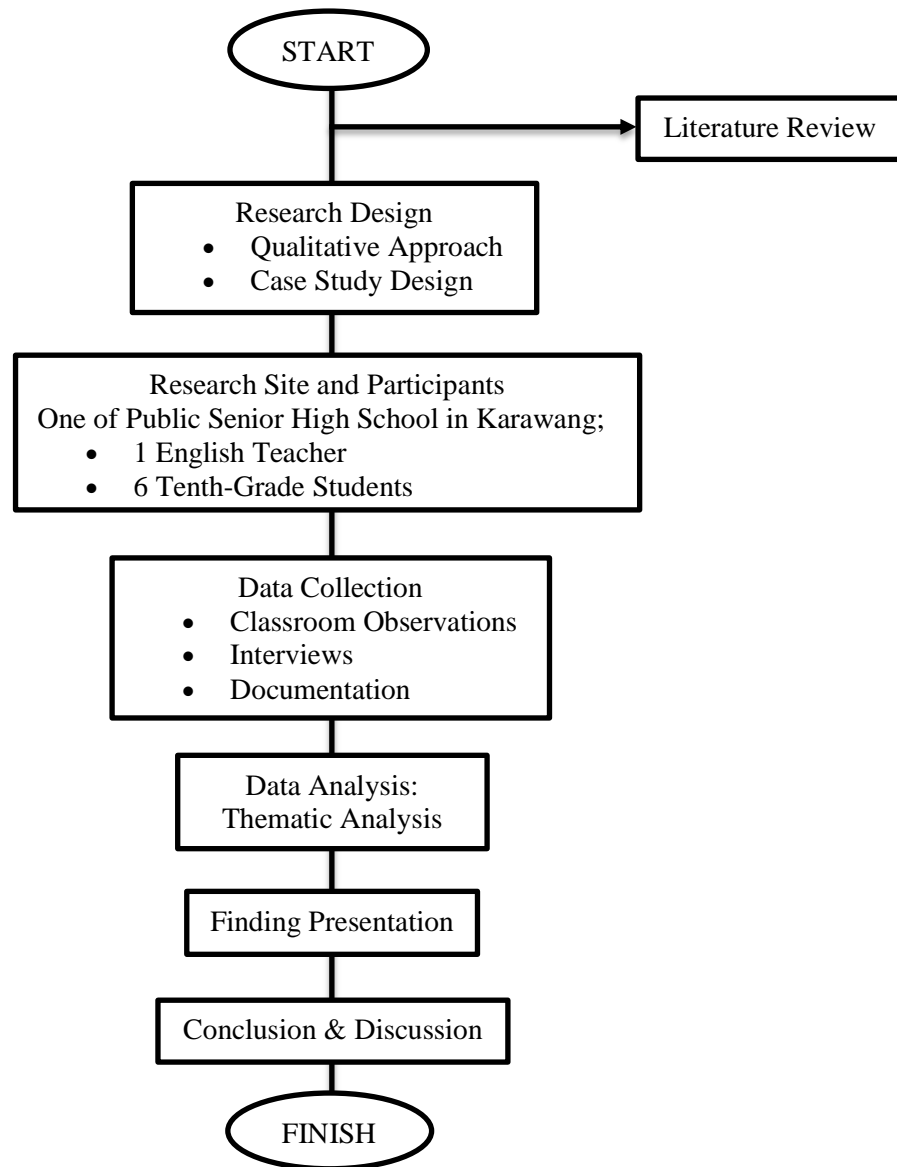 START
Literature Review
Research Design
• Qualitative Approach
• Case Study Design
Research Site and Participants
One of Public Senior High School in Karawang;
• 1 English Teacher
• 6 Tenth-Grade Students
Data Collection
• Classroom Observations
• Interviews
• Documentation
Data Analysis:
Thematic Analysis
Finding Presentation
Conclusion & Discussion
FINISH